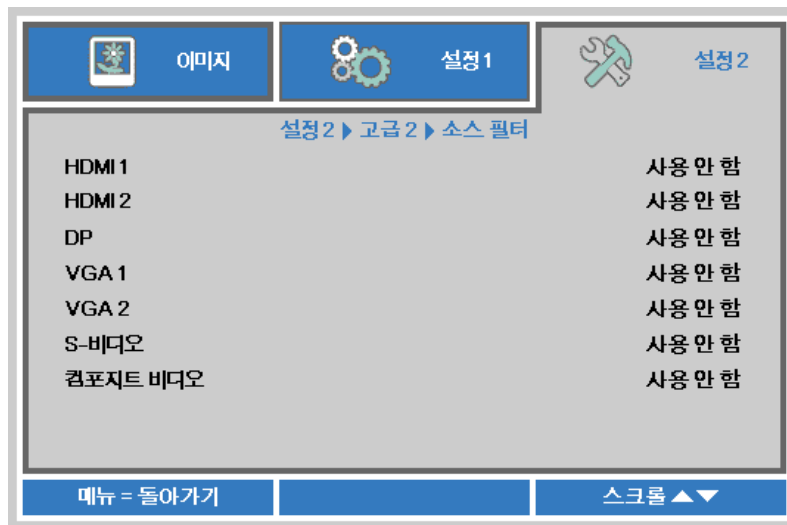 이미지 설정 1 설정 2
설정 2 ▶ 고급 2 ▶ 소스 필터
HDMI 1 사용 안 함
HDMI 2 사용 안 함
DP 사용 안 함
VGA 1 사용 안 함
VGA 2 사용 안 함
S-비디오 사용 안 함
컴포지트 비디오 사용 안 함
메뉴 = 돌아가기 스크롤 ▲▼